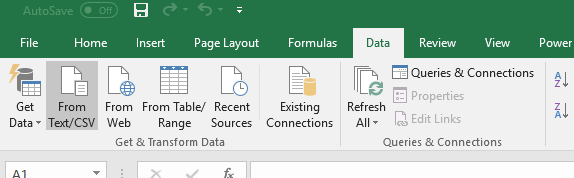 AutoSave Off
File Home Insert Page Layout Formulas Data Review View Power
Get Data From Text/CSV From Web From Table/Range Recent Sources Existing Connections Refresh All Queries & Connections
Properties
Edit Links
A Z
Z A
Get & Transform Data Queries & Connections
A1 fx